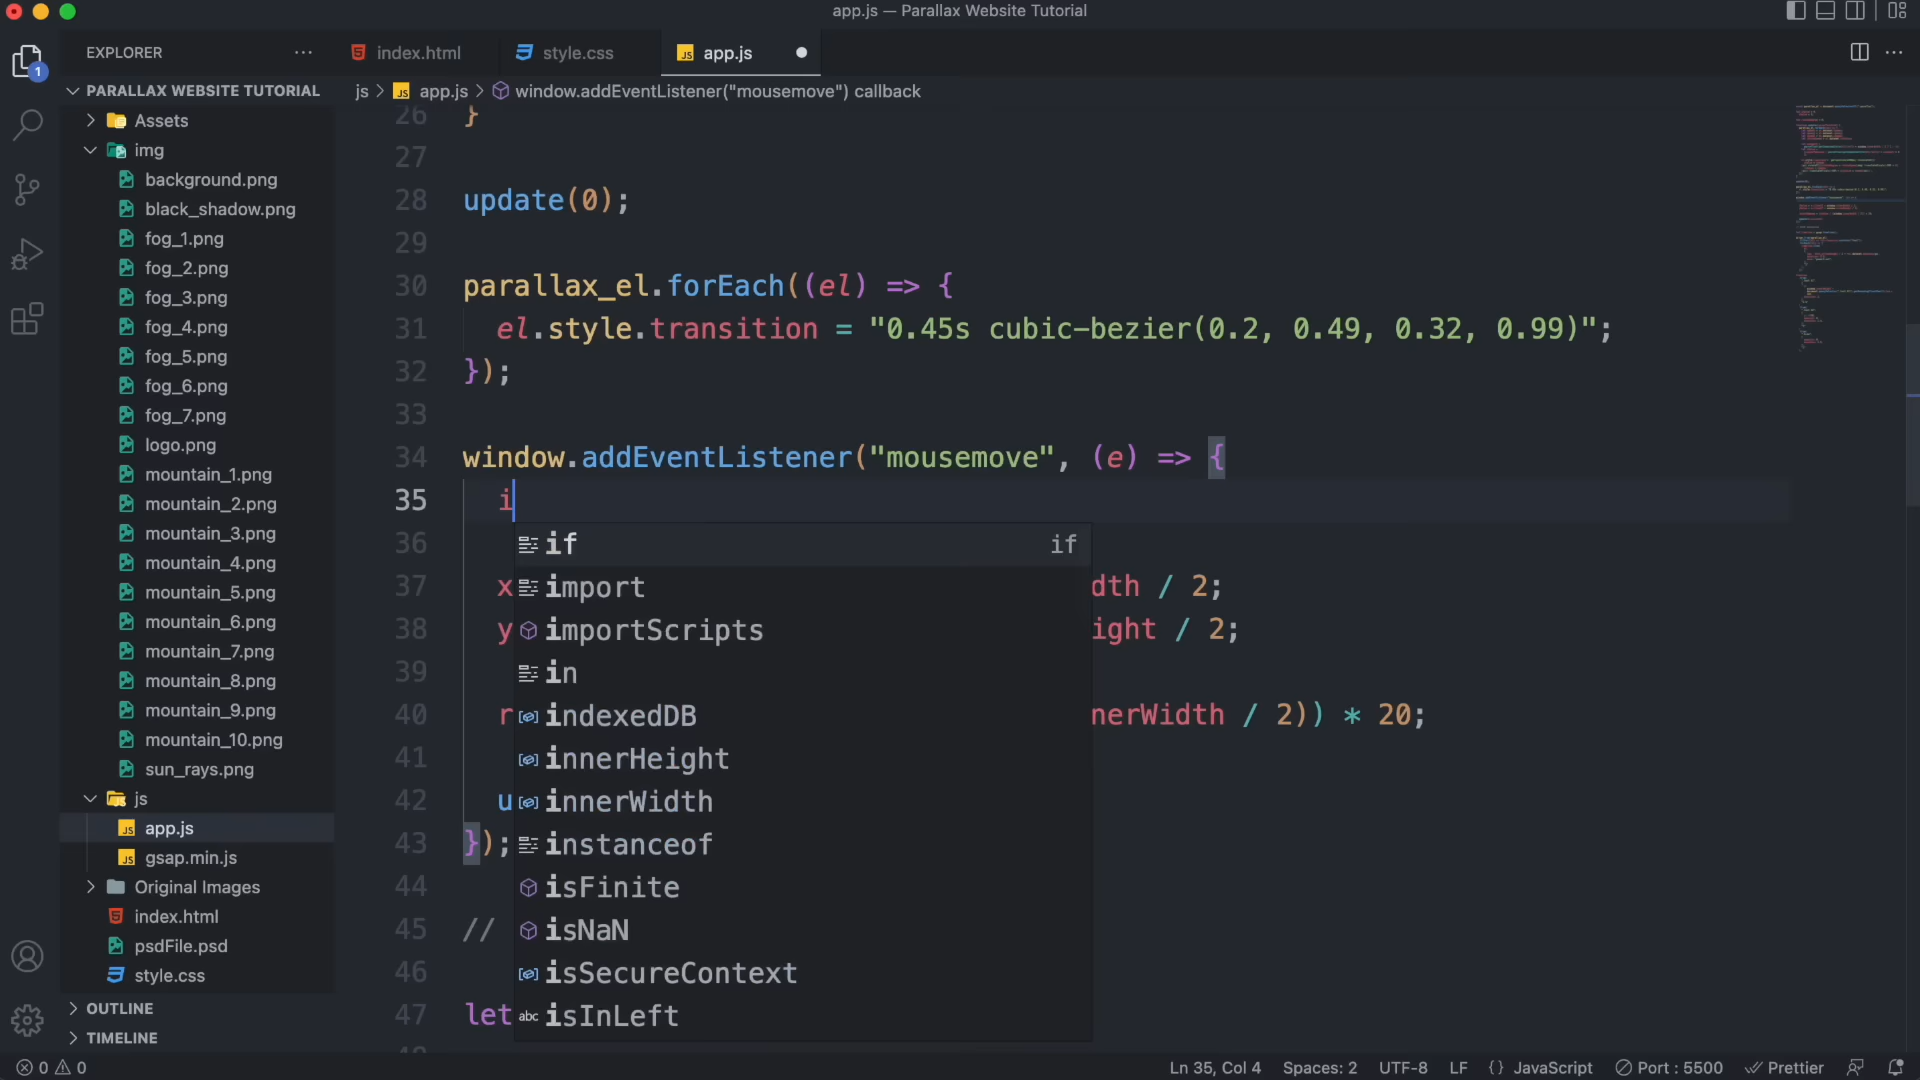 app.js — Parallax Website Tutorial
EXPLORER
index.html
style.css
app.js
1
PARALLAX WEBSITE TUTORIAL
js > app.js > window.addEventListener("mousemove") callback
Assets
img
background.png
black_shadow.png
fog_1.png
fog_2.png
fog_3.png
fog_4.png
fog_5.png
fog_6.png
fog_7.png
logo.png
mountain_1.png
mountain_2.png
mountain_3.png
mountain_4.png
mountain_5.png
mountain_6.png
mountain_7.png
mountain_8.png
mountain_9.png
mountain_10.png
sun_rays.png
js
app.js
gsap.min.js
Original Images
index.html
psdFile.psd
style.css
OUTLINE
TIMELINE
26 }
27
28 update(0);
29
30 parallax_el.forEach((el) => {
31 el.style.transition = "0.45s cubic-bezier(0.2, 0.49, 0.32, 0.99)";
32 });
33
34 window.addEventListener("mousemove", (e) => {
35 i
36
37 x dth / 2;
38 y ight / 2;
39
40 r nerWidth / 2)) * 20;
41
42 u
43 });
44
45 //
46
47 let
if if
import
importScripts
in
indexedDB
innerHeight
innerWidth
instanceof
isFinite
isNaN
isSecureContext
abc isInLeft
0 0
Ln 35, Col 4
Spaces: 2
UTF-8
LF
{} JavaScript
Port : 5500
Prettier